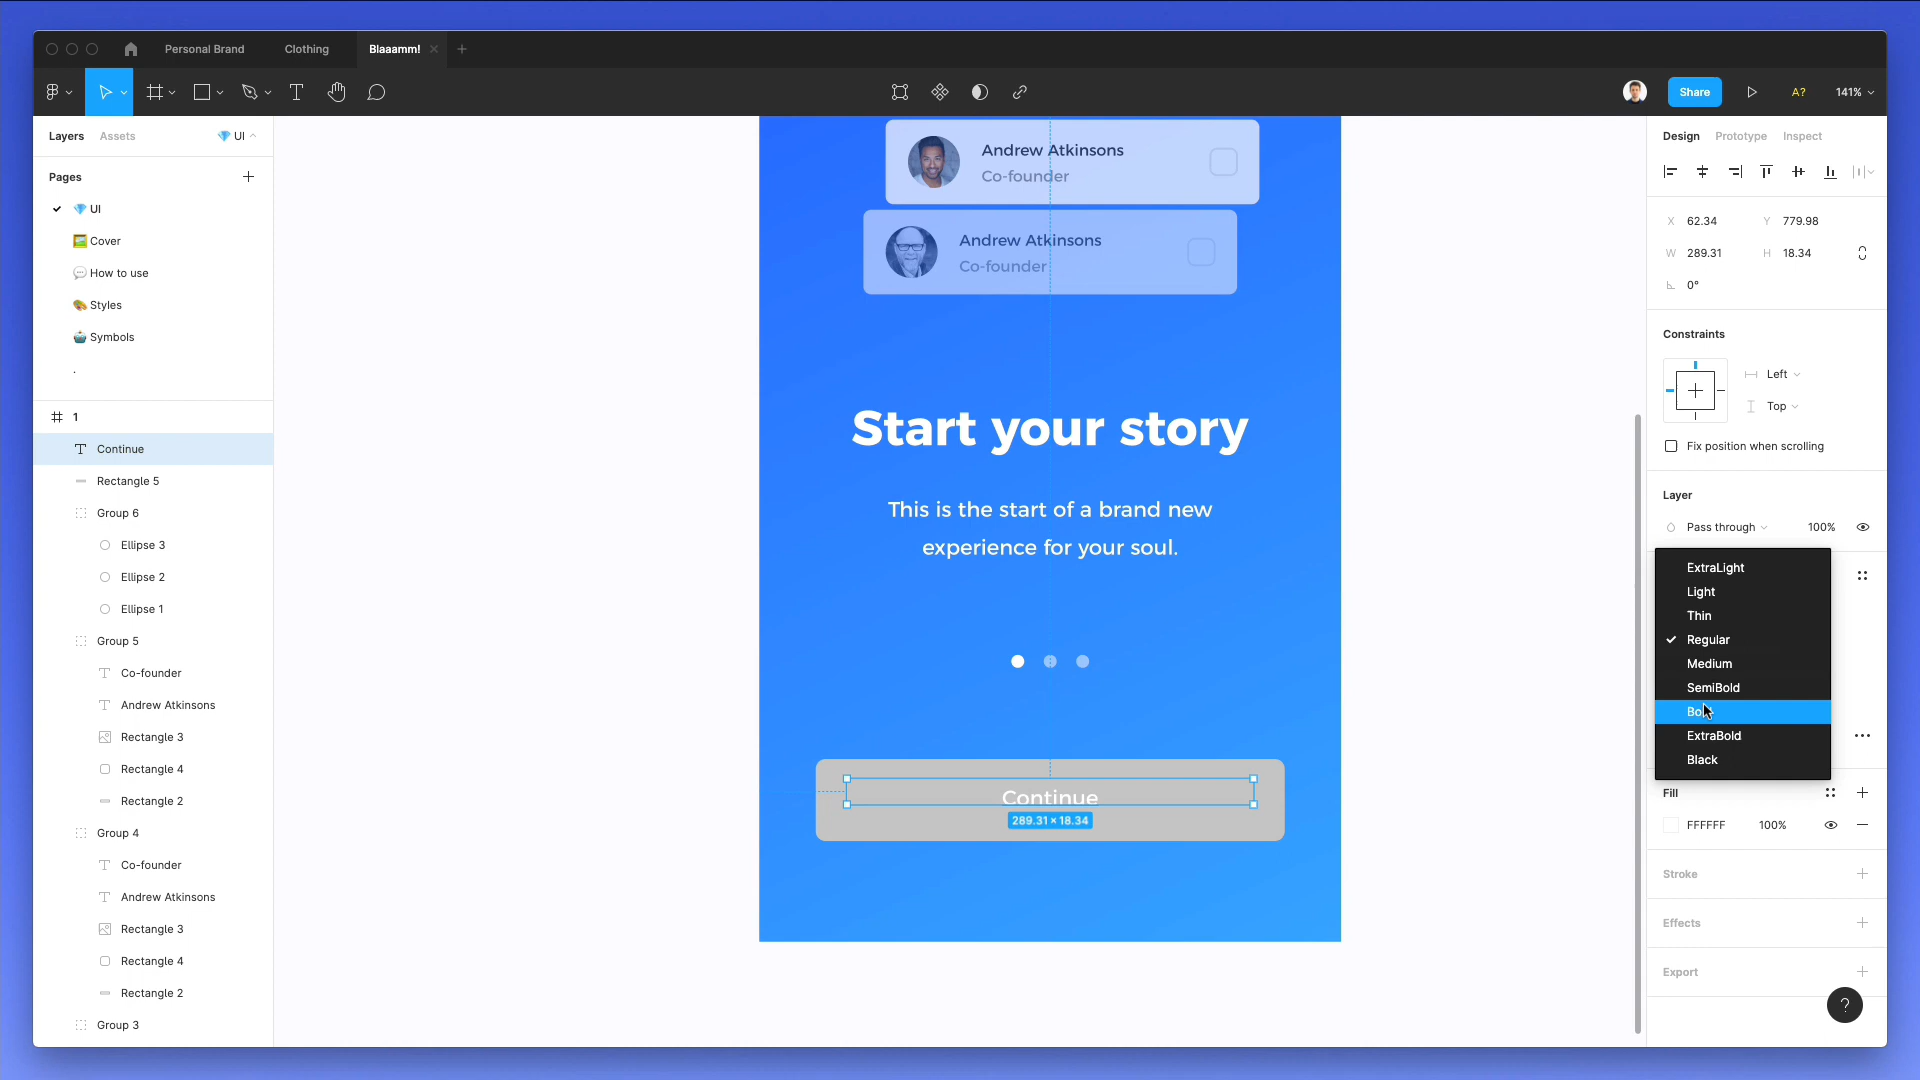 Personal Brand
Clothing
Blaaamm!
Share
A?
141%
Layers
Assets
UI
Pages
UI
Cover
How to use
Styles
Symbols
.
1
Continue
Rectangle 5
Group 6
Ellipse 3
Ellipse 2
Ellipse 1
Group 5
Co-founder
Andrew Atkinsons
Rectangle 3
Rectangle 4
Rectangle 2
Group 4
Co-founder
Andrew Atkinsons
Rectangle 3
Rectangle 4
Rectangle 2
Group 3
Andrew Atkinsons
Co-founder
Andrew Atkinsons
Co-founder
Start your story
This is the start of a brand new
experience for your soul.
Continue
289.31 × 18.34
Design
Prototype
Inspect
X 62.34 Y 779.98
W 289.31 H 18.34
0°
Constraints
Left
Top
Fix position when scrolling
Layer
Pass through 100%
ExtraLight
Light
Thin
Regular
Medium
SemiBold
ExtraBold
Black
Fill
FFFFFF 100%
Stroke
Effects
Export
?